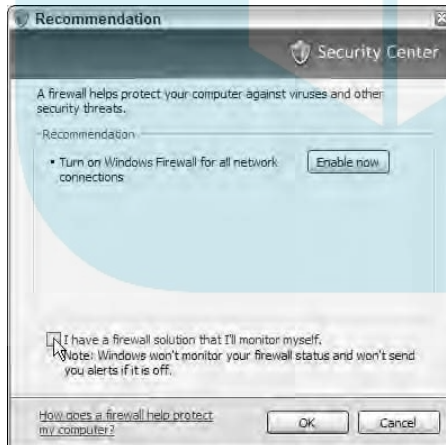 Recommendation
Security Center
A firewall helps protect your computer against viruses and other
security threats.
Recommendation
• Turn on Windows Firewall for all network
connections
Enable now
I have a firewall solution that I'll monitor myself.
Note: Windows won't monitor your firewall status and won't send
you alerts if it is off.
How does a firewall help protect
my computer?
OK
Cancel